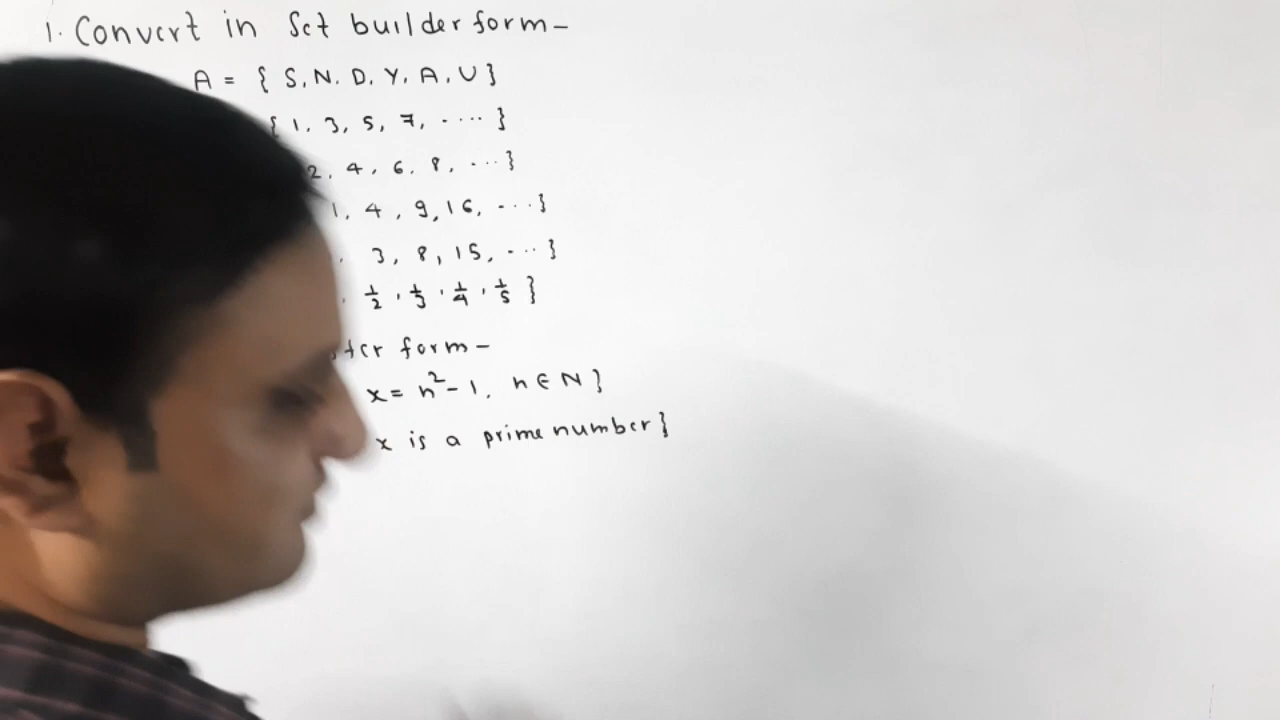 1. Convert in Set builder form-
A = { S, N, D, Y, A, U }
{ 1, 3, 5, 7, ---- }
2, 4, 6, 8, ---- }
1, 4, 9, 16, ---- }
, 3, 8, 15, ---- }
, 1/2, 1/3, 1/4, 1/5 }
form-
x = n²-1, n ∈ N }
x is a prime number }